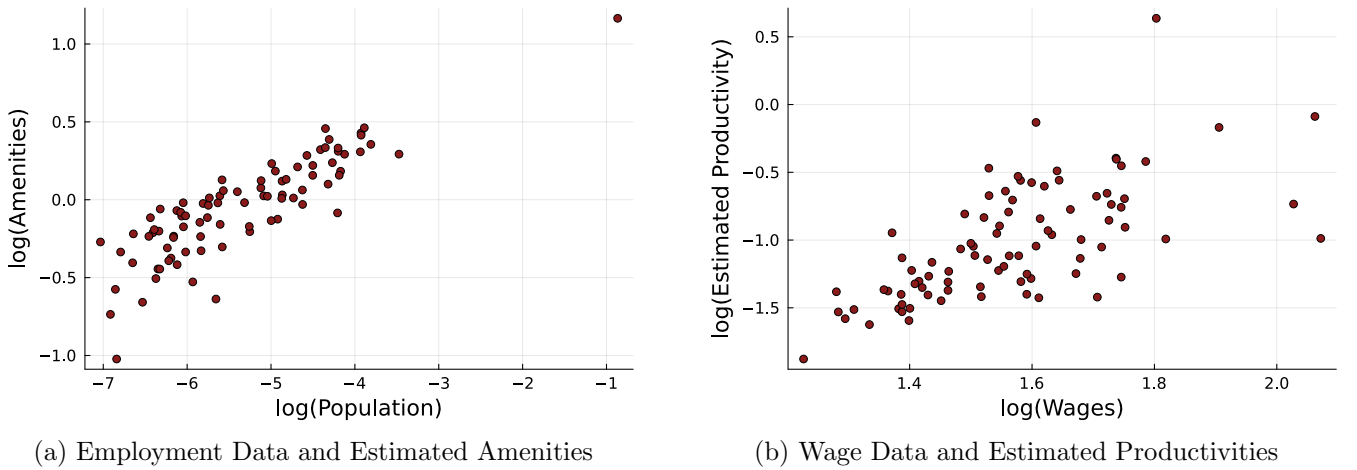 log(Amenities)
1.0
0.5
0.0
−0.5
−1.0
−7 −6 −5 −4 −3 −2 −1
log(Population)
(a) Employment Data and Estimated Amenities
log(Estimated Productivity)
0.5
0.0
−0.5
−1.0
−1.5
1.4 1.6 1.8 2.0
log(Wages)
(b) Wage Data and Estimated Productivities